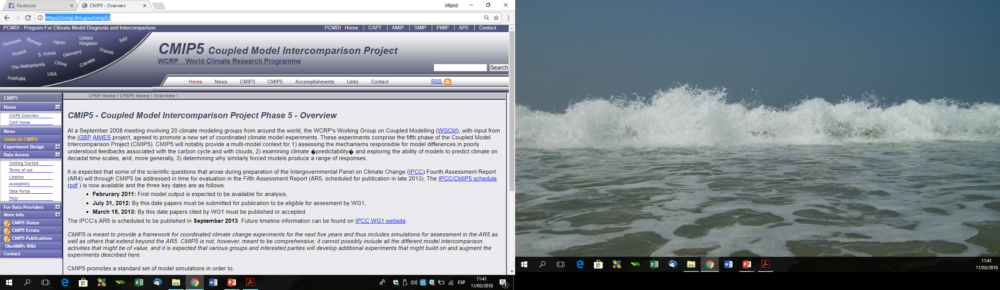 Facebook
CMIP5 - Overview
Miguel
https://cmip.llnl.gov/cmip5/
PCMDI - Program For Climate Model Diagnosis and Intercomparison
PCMDI Home CAPT AMIP SMIP PMIP APE Contact
Denmark Norway Japan United Kingdom Italy
Russia S. Korea Germany France
The Netherlands China Canada
USA
Australia
CMIP5 Coupled Model Intercomparison Project
WCRP World Climate Research Programme
Search
Home News CMIP3 CMIP5 Accomplishments Links Contact RSS
CMIP Home \ CMIP5 Home \ Overview \
CMIP5
Home
CMIP5 Overview
CMIP Home
News
Guide to CMIP5
Experiment Design
Data Access
Getting Started
Terms of use
Citation
Availability
Data Portal
FAQs
For Data Providers
More Info
CMIP5 Status
CMIP5 Errata
CMIP5 Publications
Obs4MIPs Wiki
Contact
CMIP5 - Coupled Model Intercomparison Project Phase 5 - Overview
At a September 2008 meeting involving 20 climate modeling groups from around the world, the WCRP's Working Group on Coupled Modelling (WGCM), with input from
the IGBP AIMES project, agreed to promote a new set of coordinated climate model experiments. These experiments comprise the fifth phase of the Coupled Model
Intercomparison Project (CMIP5). CMIP5 will notably provide a multi-model context for 1) assessing the mechanisms responsible for model differences in poorly
understood feedbacks associated with the carbon cycle and with clouds, 2) examining climate �predictability� and exploring the ability of models to predict climate on
decadal time scales, and, more generally, 3) determining why similarly forced models produce a range of responses.
It is expected that some of the scientific questions that arose during preparation of the Intergovernmental Panel on Climate Change (IPCC) Fourth Assessment Report
(AR4) will through CMIP5 be addressed in time for evaluation in the Fifth Assessment Report (AR5, scheduled for publication in late 2013). The IPCC/CMIP5 schedule
(pdf ) is now available and the three key dates are as follows:
• Februrary 2011: First model output is expected to be available for analysis,
• July 31, 2012: By this date papers must be submitted for publication to be eligible for assesment by WG1,
• March 15, 2013: By this date papers cited by WG1 must be published or accepted.
The IPCC's AR5 is scheduled to be published in September 2013. Future timeline information can be found on IPCC WG1 website.
CMIP5 is meant to provide a framework for coordinated climate change experiments for the next five years and thus includes simulations for assessment in the AR5 as
well as others that extend beyond the AR5. CMIP5 is not, however, meant to be comprehensive; it cannot possibly include all the different model intercomparison
activities that might be of value, and it is expected that various groups and interested parties will develop additional experiments that might build on and augment the
experiments described here.
CMIP5 promotes a standard set of model simulations in order to:
ESP
11:41
11/03/2018
1
11:41
11/03/2018